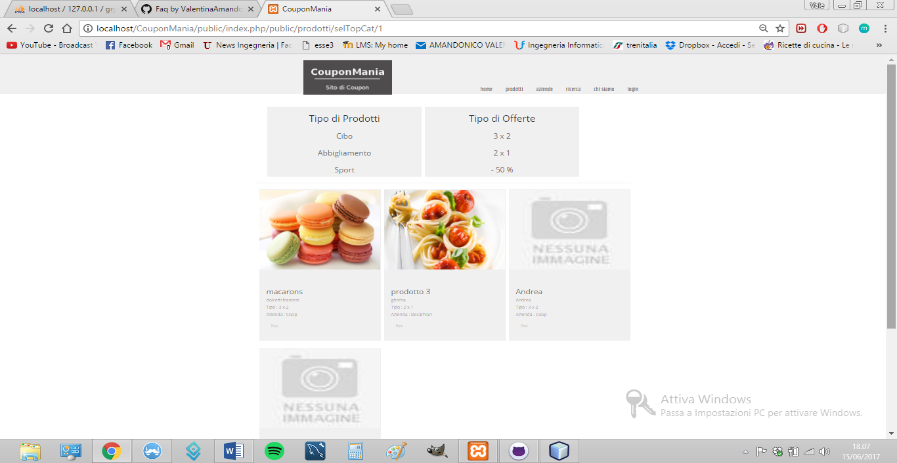 localhost / 127.0.0.1 / gr
Faq by ValentinaAmand
CouponMania
Vale
localhost/CouponMania/public/index.php/public/prodotti/selTopCat/1
YouTube - Broadcast
Facebook
Gmail
News Ingegneria | Fac
esse3
LMS: My home
AMANDONICO VALE
Ingegneria Informatic
trenitalia
Dropbox - Accedi - Se
Ricette di cucina - Le
»
CouponMania
Sito di Coupon
home prodotti aziende ricerca chi siamo login
Tipo di Prodotti
Cibo
Abbigliamento
Sport
Tipo di Offerte
3 x 2
2 x 1
- 50 %
NESSUNA
IMMAGINE
macarons
prodotto 3
Andrea
NESSUNA
IMMAGINE
Attiva Windows
Passa a Impostazioni PC per attivare Windows.
18:07
15/06/2017